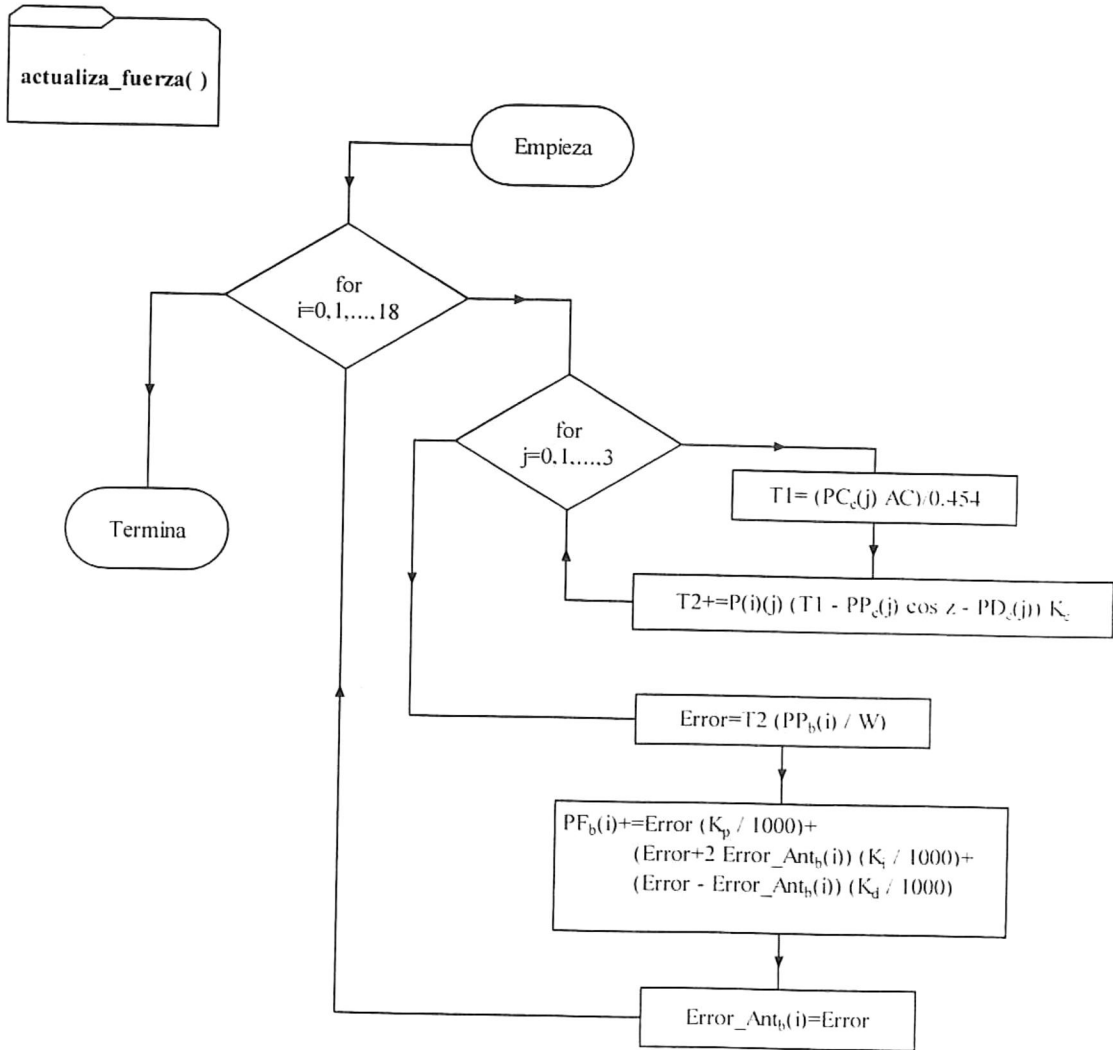 actualiza_fuerza( )
Empieza
for
i=0,1,...,18
for
j=0,1,...,3
T1= (PC_c(j) AC)/0.454
Termina
T2+=P(i)(j) (T1 - PP_c(j) cos z - PD_c(j)) K_c
Error=T2 (PP_b(i) / W)
PF_b(i)+=Error (K_p / 1000)+
(Error+2 Error_Ant_b(i)) (K_i / 1000)+
(Error - Error_Ant_b(i)) (K_d / 1000)
Error_Ant_b(i)=Error